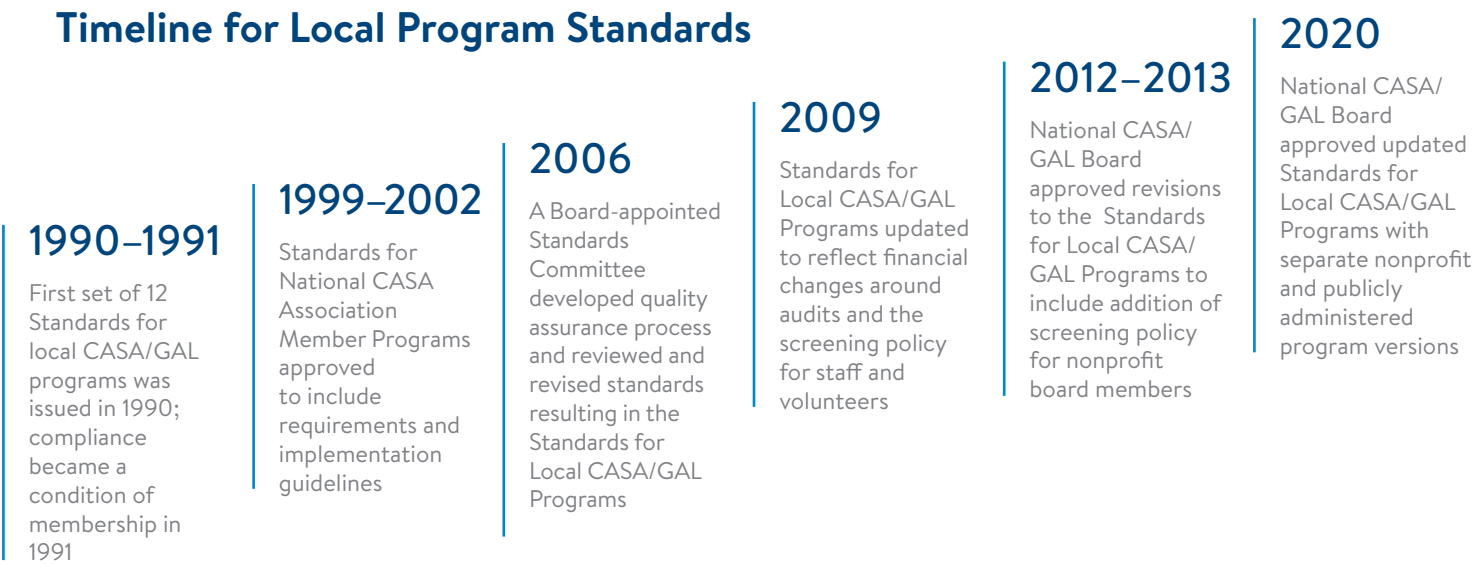 Timeline for Local Program Standards
1990–1991
First set of 12
Standards for
local CASA/GAL
programs was
issued in 1990;
compliance
became a
condition of
membership in
1991
1999–2002
Standards for
National CASA
Association
Member Programs
approved
to include
requirements and
implementation
guidelines
2006
A Board-appointed
Standards
Committee
developed quality
assurance process
and reviewed and
revised standards
resulting in the
Standards for
Local CASA/GAL
Programs
2009
Standards for
Local CASA/GAL
Programs updated
to reflect financial
changes around
audits and the
screening policy
for staff and
volunteers
2012–2013
National CASA/
GAL Board
approved revisions
to the Standards
for Local CASA/
GAL Programs to
include addition of
screening policy
for nonprofit
board members
2020
National CASA/
GAL Board
approved updated
Standards for
Local CASA/GAL
Programs with
separate nonprofit
and publicly
administered
program versions